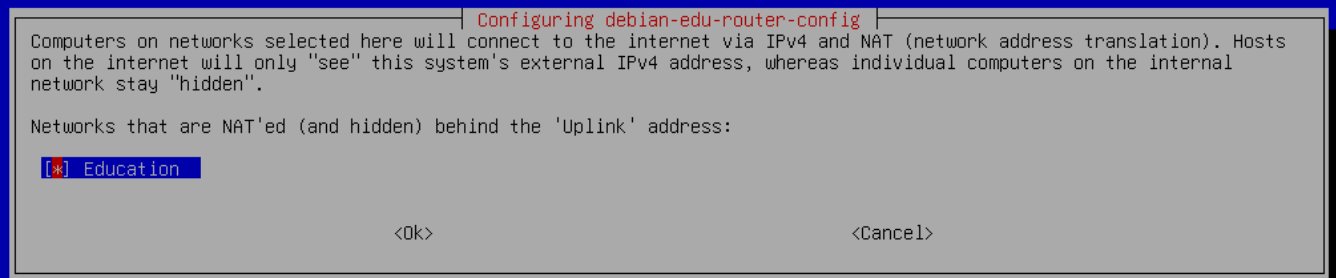 Configuring debian-edu-router-config
Computers on networks selected here will connect to the internet via IPv4 and NAT (network address translation). Hosts
on the internet will only "see" this system's external IPv4 address, whereas individual computers on the internal
network stay "hidden".
Networks that are NAT'ed (and hidden) behind the 'Uplink' address:
[*] Education
<Ok> <Cancel>